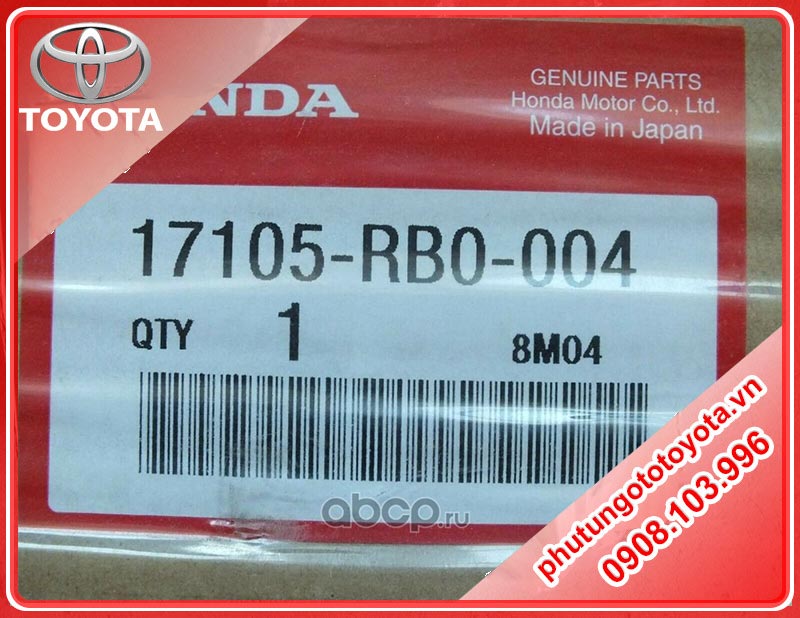 TOYOTA
NDA
GENUINE PARTS
Honda Motor Co., Ltd.
Made in Japan
17105-RB0-004
QTY 1 8M04
abcp.ru
phutungototoyota.vn
0908.103.996